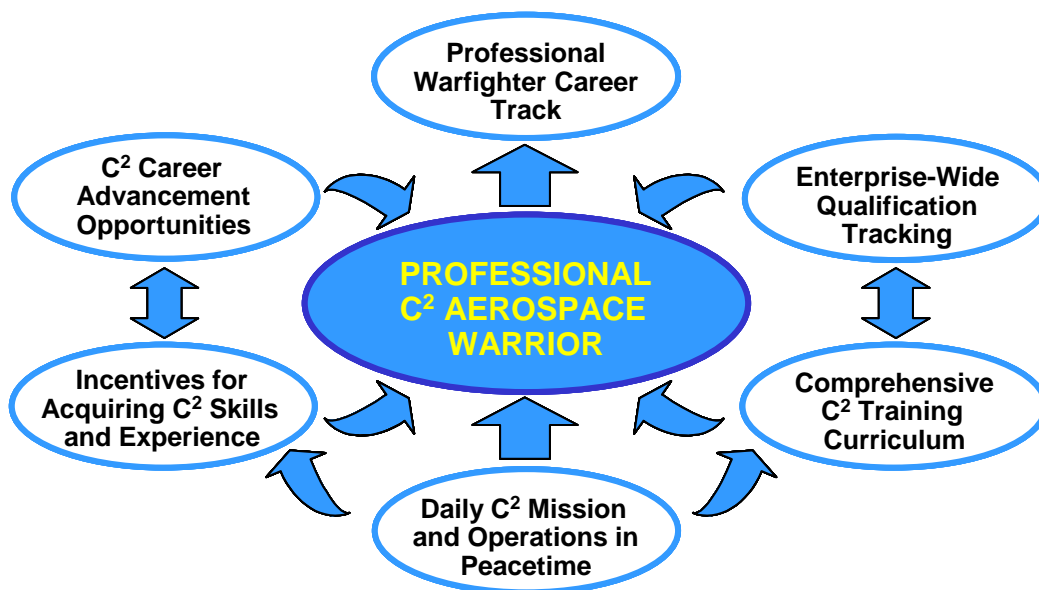 Professional
Warfighter Career
Track
C² Career
Advancement
Opportunities
Enterprise-Wide
Qualification
Tracking
PROFESSIONAL
C² AEROSPACE
WARRIOR
Incentives for
Acquiring C² Skills
and Experience
Comprehensive
C² Training
Curriculum
Daily C² Mission
and Operations in
Peacetime